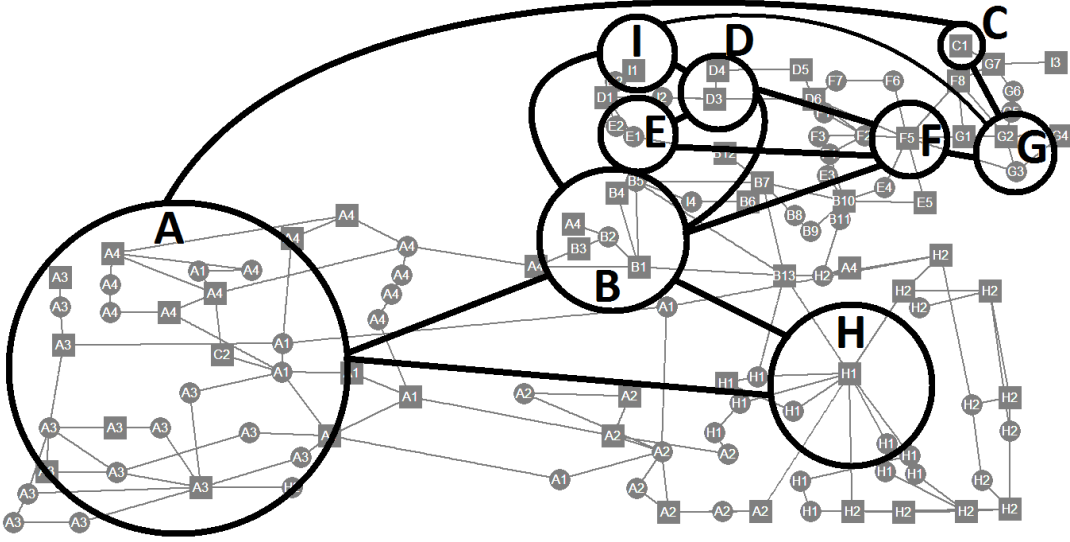 I D C
C1 G7 I3
I1 D4 D5 F7 F6 F8 G6
D1 I2 D3 D6
E2 E1 E F3 F2 F5 F G1 G2 G G4
B12 G3
B5 B7 E3 E4
B4 I4 B6 B10 E5
A A4 A4 B8 B11
A4 A4 B2 B9
A4 A1 A4 A4 B3
A3 A4 B1 B13 H2 A4 H2
A4 A4 A4 B H2 H2
A3 A4 A4 A4 A1 H2
A3 A1 H
C2 A1 H1 H1 H1
A3 A1 A2 A2 H1 H1 H2 H2
A3 A3 A3 A3 A2 H1 H1 H2
A3 A3 A2 A2 H1 H1
A3 A3 A1 A2 H1 H1 H1 H2
A3 A2 A2 A2 H1 H2 H2 H2 H2
A3 A3